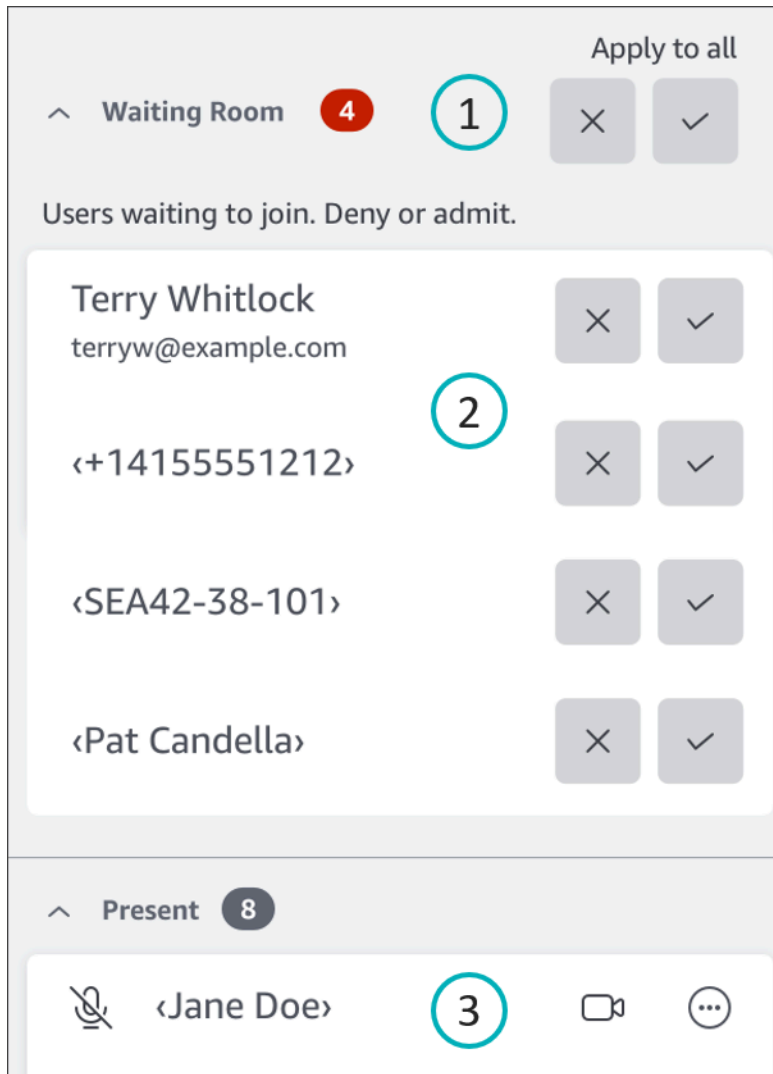 Apply to all
Waiting Room 4 1
Users waiting to join. Deny or admit.
Terry Whitlock
terryw@example.com
2
‹+14155551212›
‹SEA42-38-101›
‹Pat Candella›
Present 8
‹Jane Doe› 3